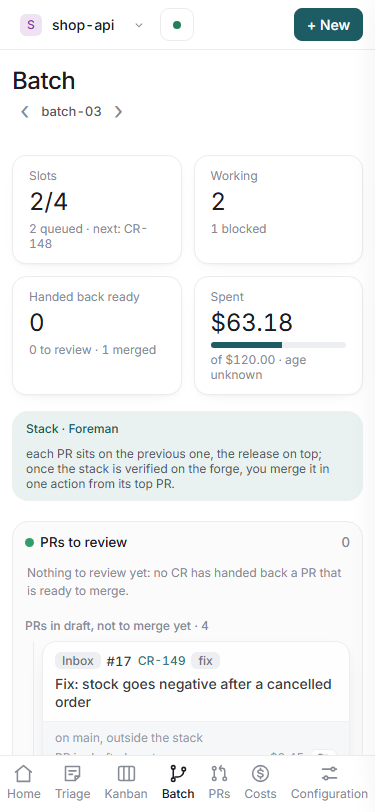 S shop-api + New
Batch
batch-03
Slots
2/4
2 queued · next: CR-
148
Working
2
1 blocked
Handed back ready
0
0 to review · 1 merged
Spent
$63.18
of $120.00 · age
unknown
Stack · Foreman
each PR sits on the previous one, the release on top;
once the stack is verified on the forge, you merge it in
one action from its top PR.
PRs to review 0
Nothing to review yet: no CR has handed back a PR that
is ready to merge.
PRs in draft, not to merge yet · 4
Inbox #17 CR-149 fix
Fix: stock goes negative after a cancelled
order
on main, outside the stack
Home Triage Kanban Batch PRs Costs Configuration